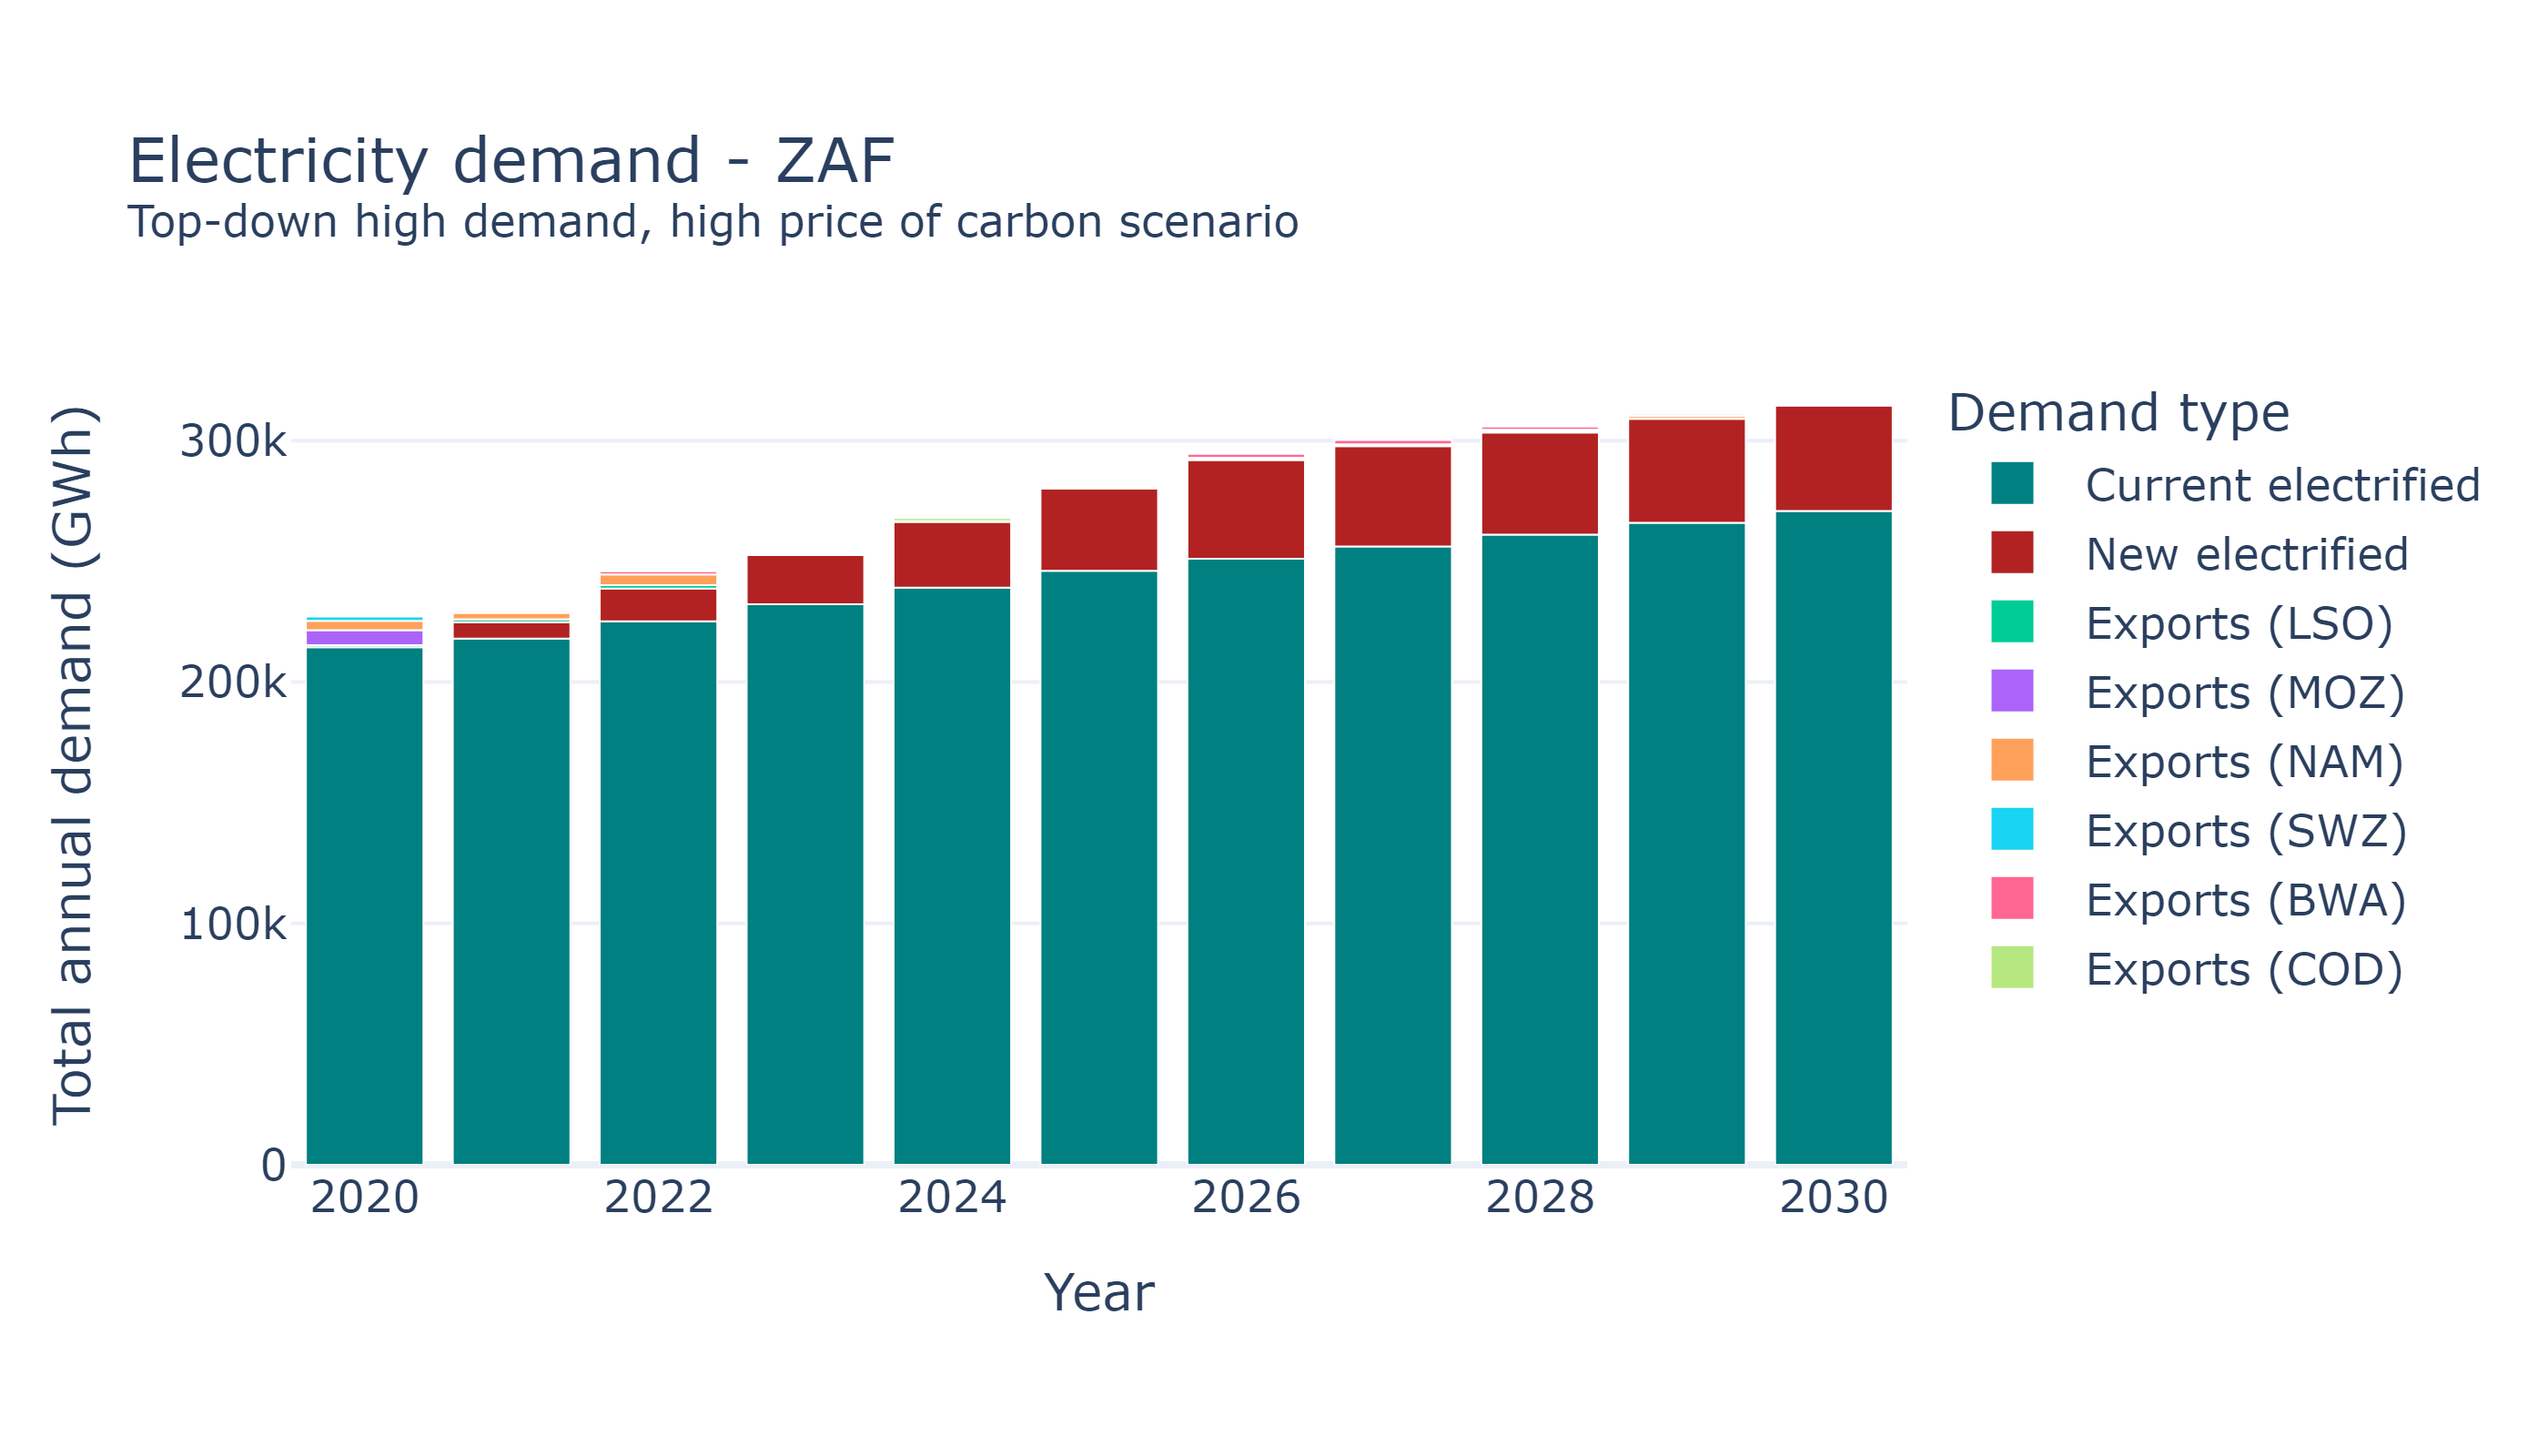 Electricity demand - ZAF
Top-down high demand, high price of carbon scenario
Total annual demand (GWh)
300k
200k
100k
0
2020
2022
2024
2026
2028
2030
Year
Demand type
Current electrified
New electrified
Exports (LSO)
Exports (MOZ)
Exports (NAM)
Exports (SWZ)
Exports (BWA)
Exports (COD)